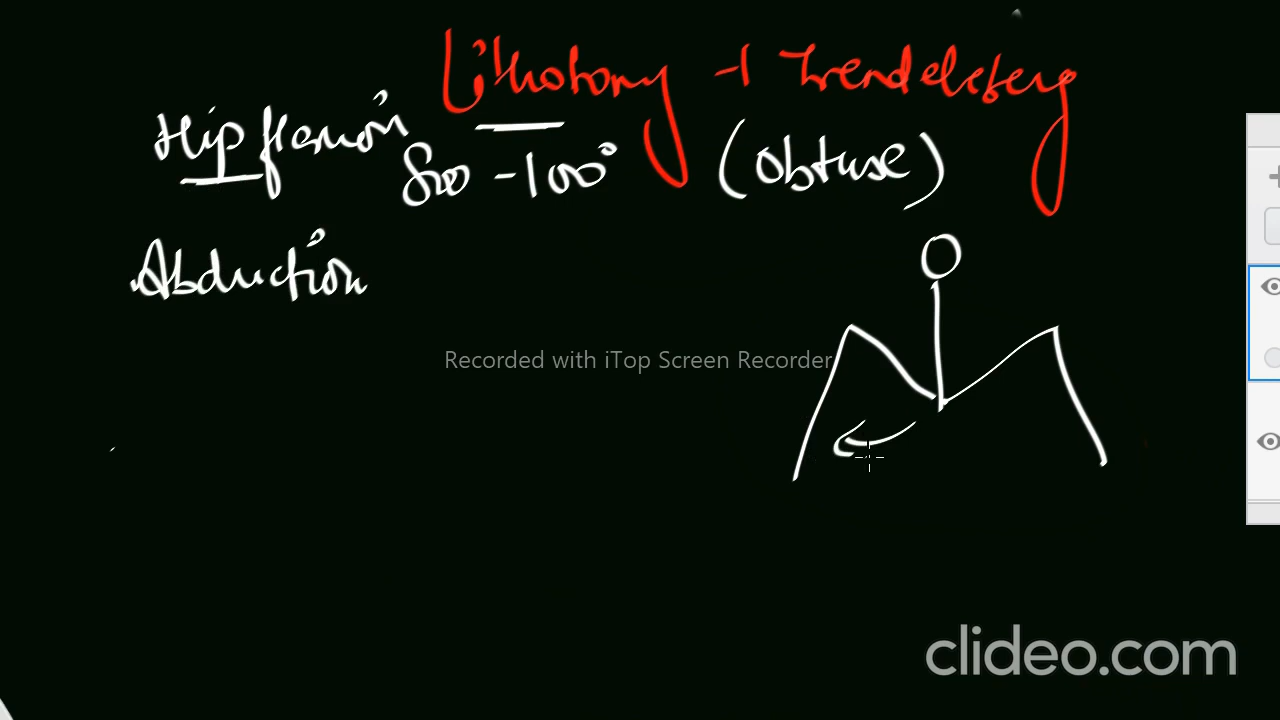 Lithotomy - Trendelenberg
Hip flexion 80 - 100° (obtuse)
Abduction
Recorded with iTop Screen Recorder
clideo.com